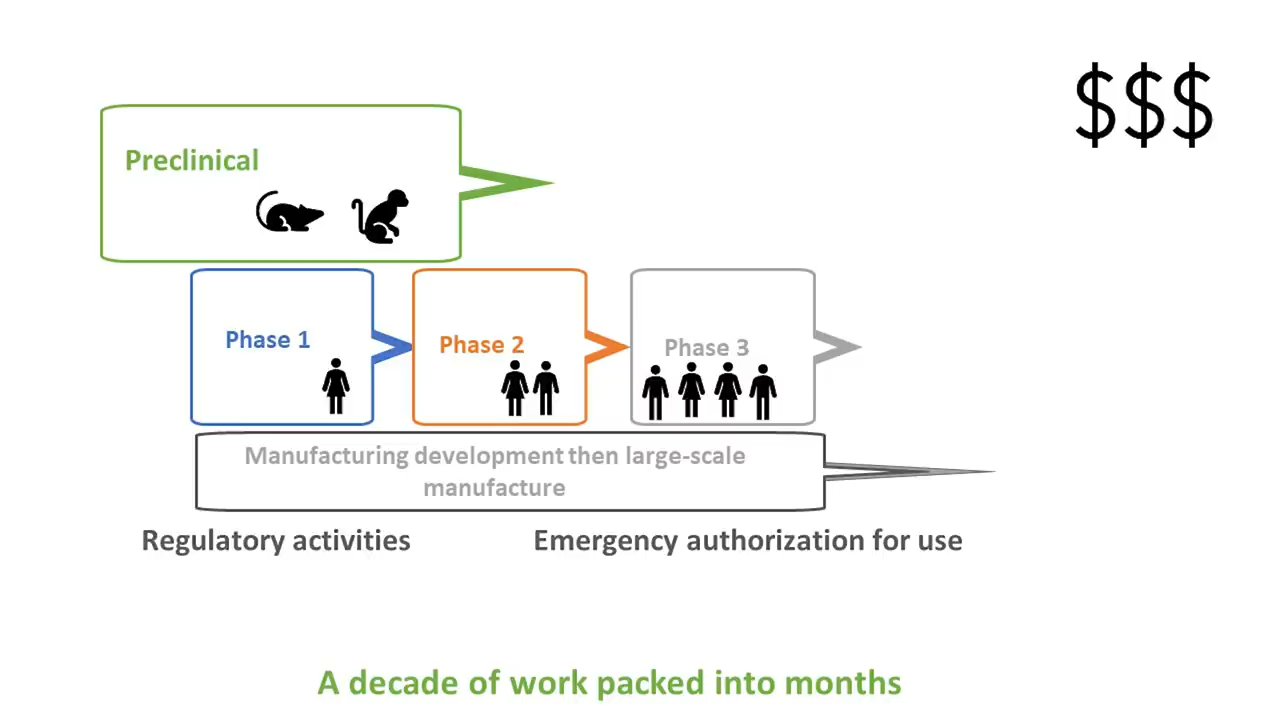 $$$
Preclinical
Phase 1
Phase 2
Phase 3
Manufacturing development then large-scale
manufacture
Regulatory activities
Emergency authorization for use
A decade of work packed into months